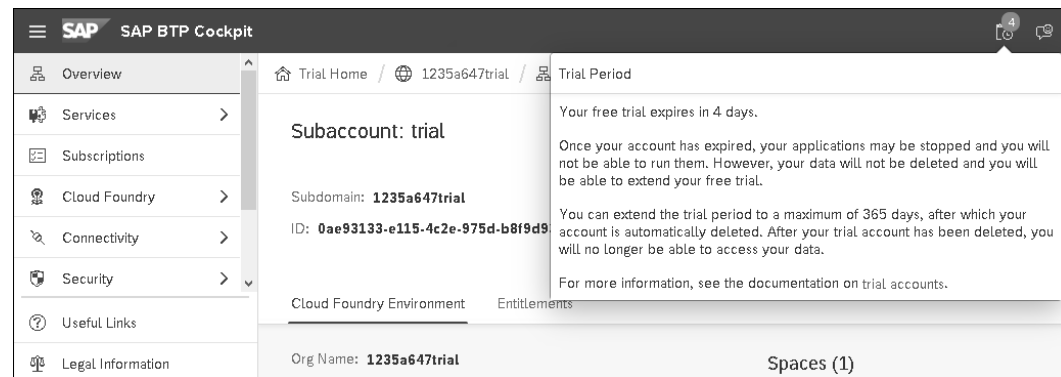 SAP SAP BTP Cockpit 4
Overview
Services
Subscriptions
Cloud Foundry
Connectivity
Security
Useful Links
Legal Information
Trial Home / 1235a647trial /
Subaccount: trial
Subdomain: 1235a647trial
ID: 0ae93133-e115-4c2e-975d-b8f9d9
Cloud Foundry Environment Entitlements
Org Name: 1235a647trial
Spaces (1)
Trial Period
Your free trial expires in 4 days.
Once your account has expired, your applications may be stopped and you will
not be able to run them. However, your data will not be deleted and you will
be able to extend your free trial.
You can extend the trial period to a maximum of 365 days, after which your
account is automatically deleted. After your trial account has been deleted, you
will no longer be able to access your data.
For more information, see the documentation on trial accounts.